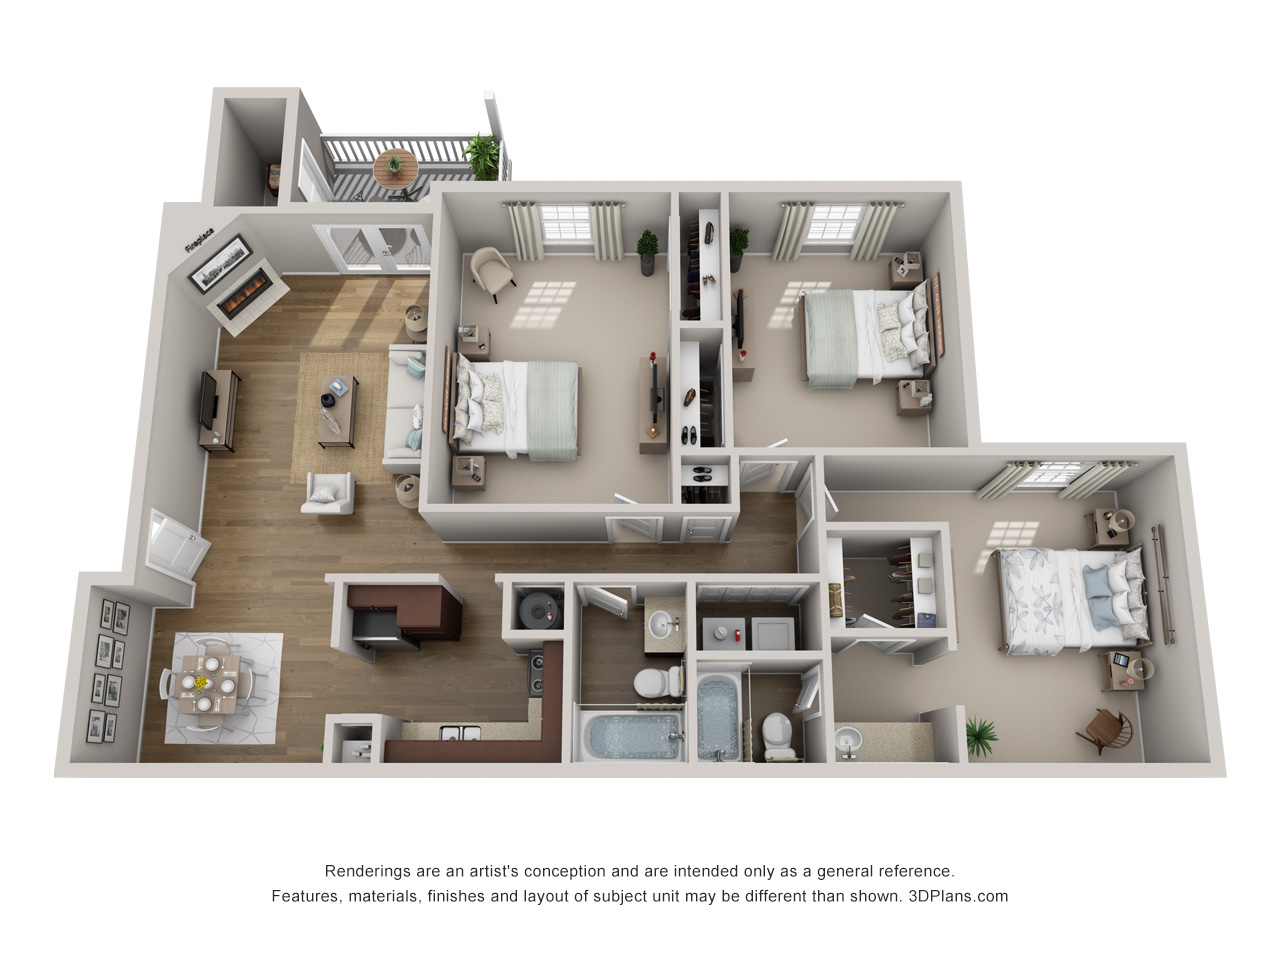 Fireplace
Renderings are an artist's conception and are intended only as a general reference.
Features, materials, finishes and layout of subject unit may be different than shown. 3DPlans.com